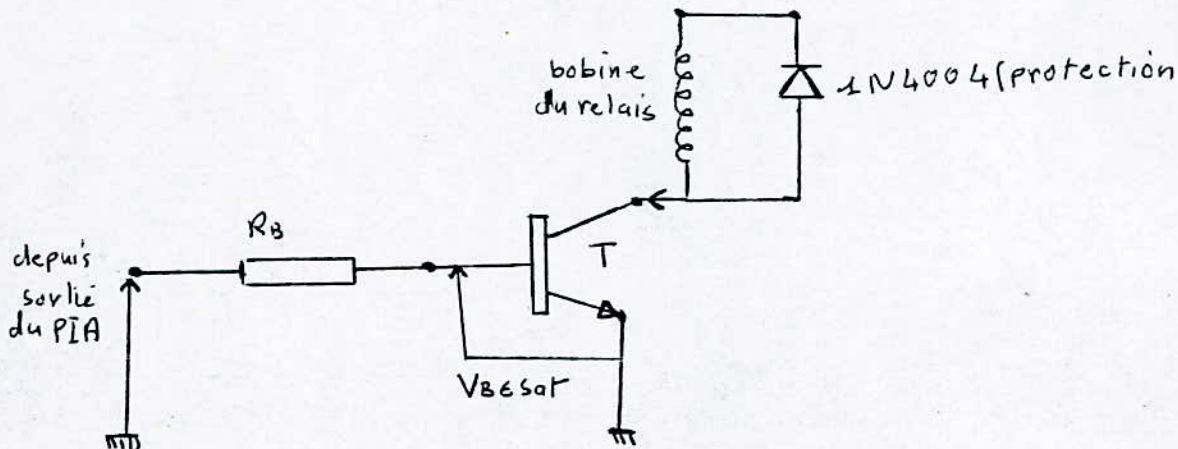 bobine
du relais
1N4004(protection
RB
depuis
sortie
du PIA
T
VBEsat